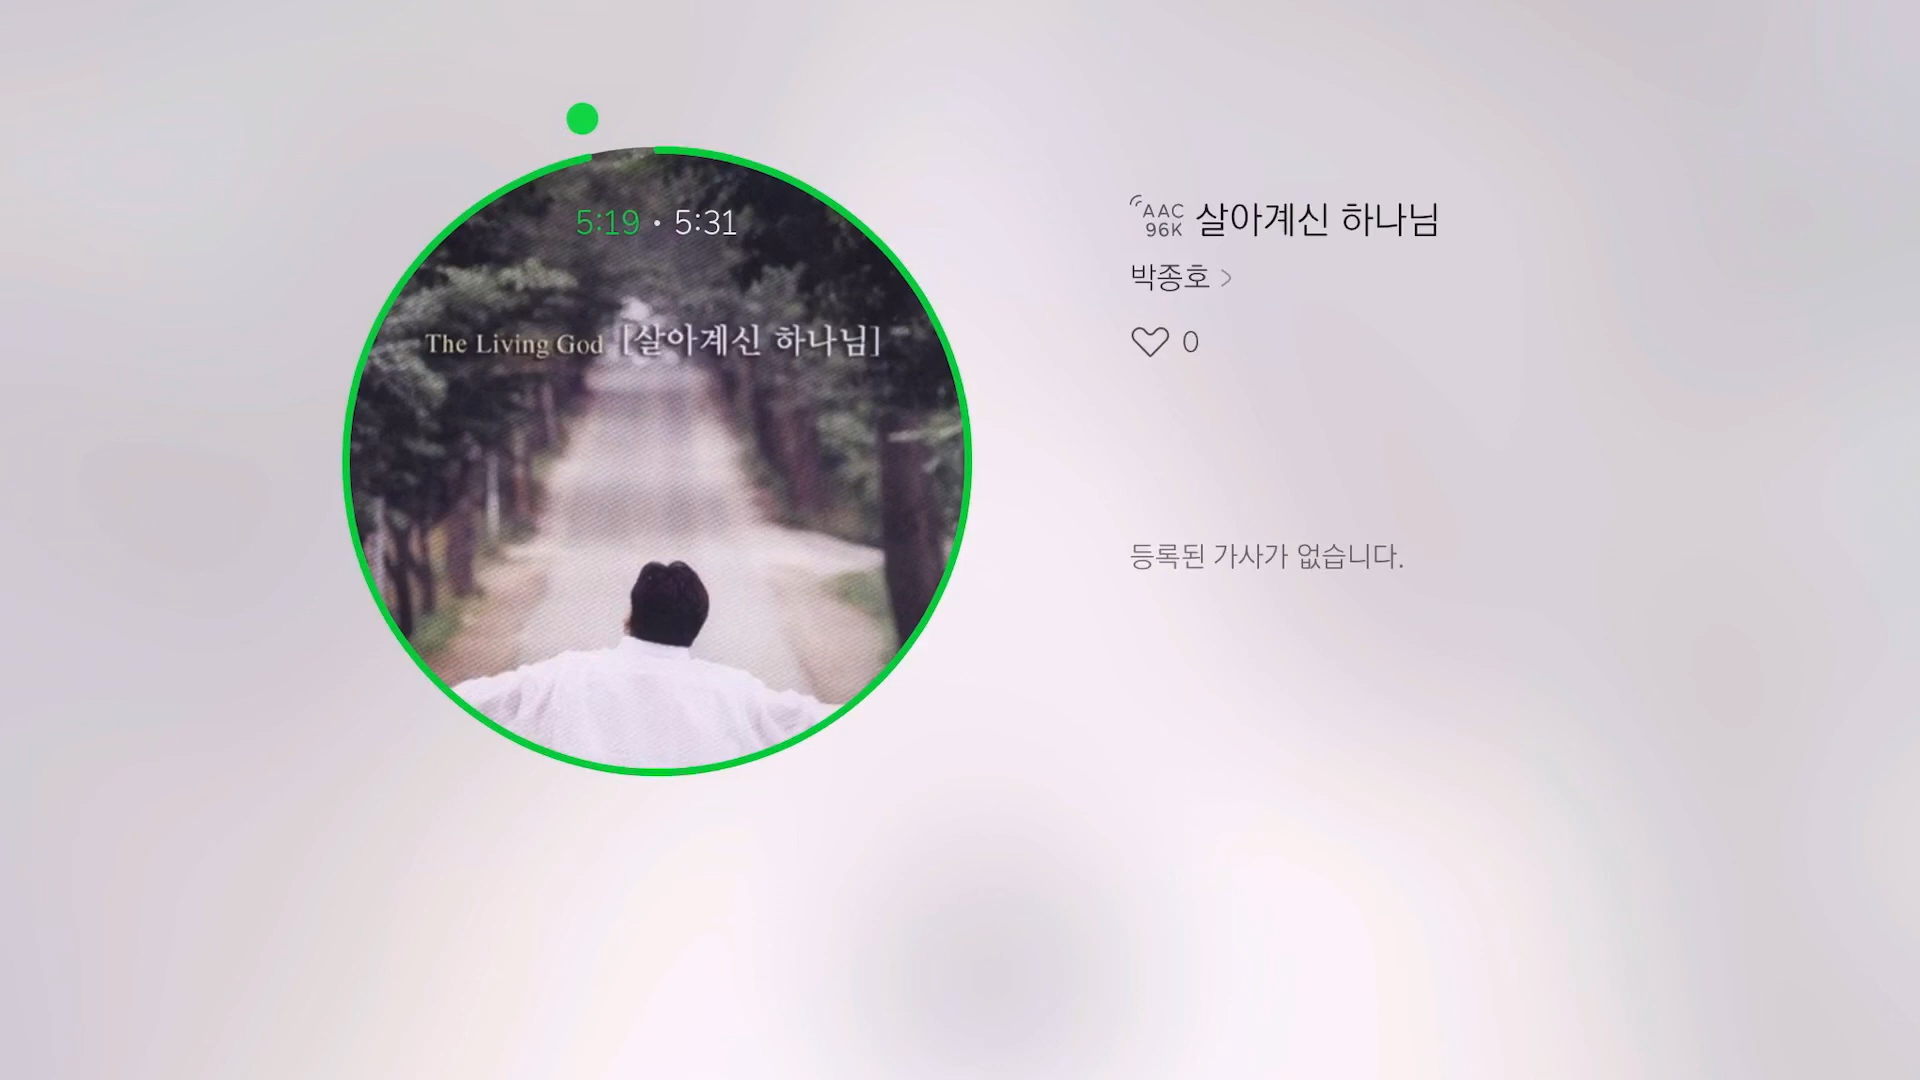 5:19 · 5:31
The Living God [살아계신 하나님]
AAC
96K 살아계신 하나님
박종호 >
0
등록된 가사가 없습니다.